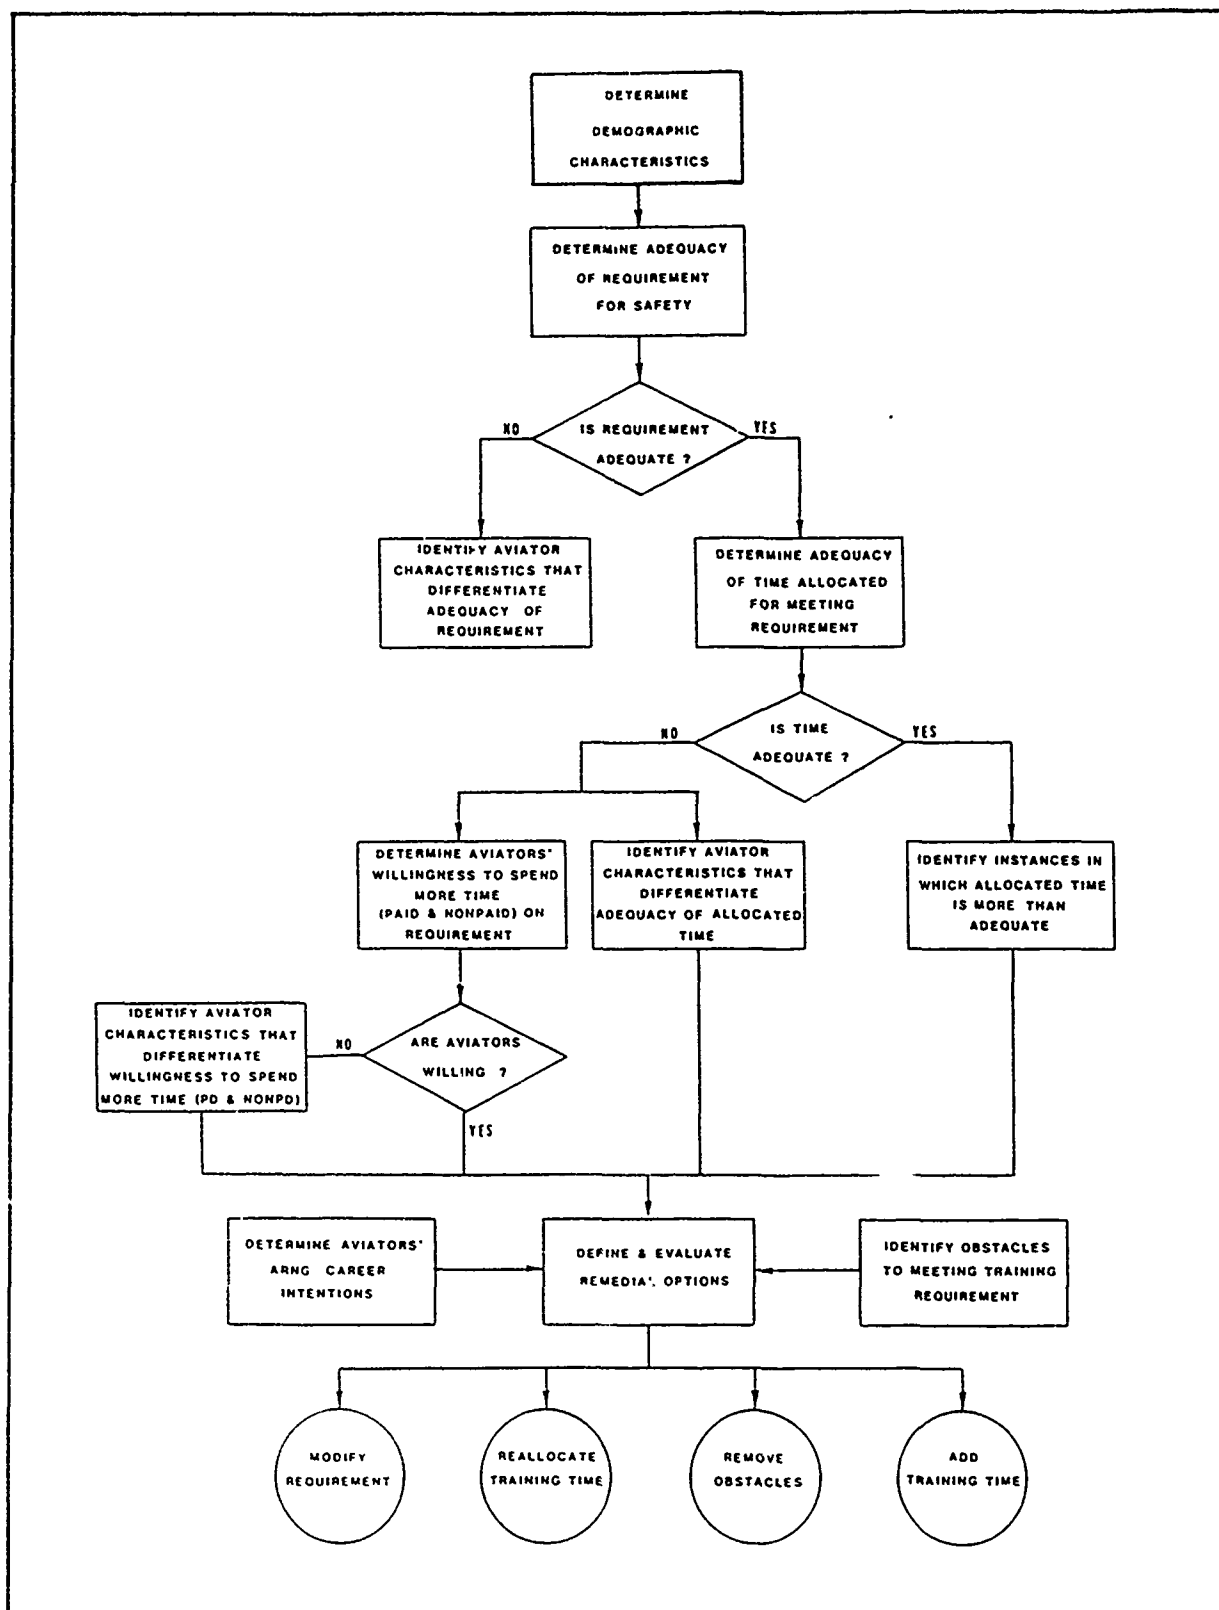 DETERMINE
DEMOGRAPHIC
CHARACTERISTICS
DETERMINE ADEQUACY
OF REQUIREMENT
FOR SAFETY
NO
IS REQUIREMENT
ADEQUATE ?
YES
IDENTIFY AVIATOR
CHARACTERISTICS THAT
DIFFERENTIATE
ADEQUACY OF
REQUIREMENT
DETERMINE ADEQUACY
OF TIME ALLOCATED
FOR MEETING
REQUIREMENT
NO
IS TIME
ADEQUATE ?
YES
DETERMINE AVIATORS'
WILLINGNESS TO SPEND
MORE TIME
(PAID & NONPAID) ON
REQUIREMENT
IDENTIFY AVIATOR
CHARACTERISTICS THAT
DIFFERENTIATE
ADEQUACY OF ALLOCATED
TIME
IDENTIFY INSTANCES IN
WHICH ALLOCATED TIME
IS MORE THAN
ADEQUATE
IDENTIFY AVIATOR
CHARACTERISTICS THAT
DIFFERENTIATE
WILLINGNESS TO SPEND
MORE TIME (PD & NONPD)
NO
ARE AVIATORS
WILLING ?
YES
DETERMINE AVIATORS'
ARNG CAREER
INTENTIONS
DEFINE & EVALUATE
REMEDIAL OPTIONS
IDENTIFY OBSTACLES
TO MEETING TRAINING
REQUIREMENT
MODIFY
REQUIREMENT
REALLOCATE
TRAINING TIME
REMOVE
OBSTACLES
ADD
TRAINING TIME